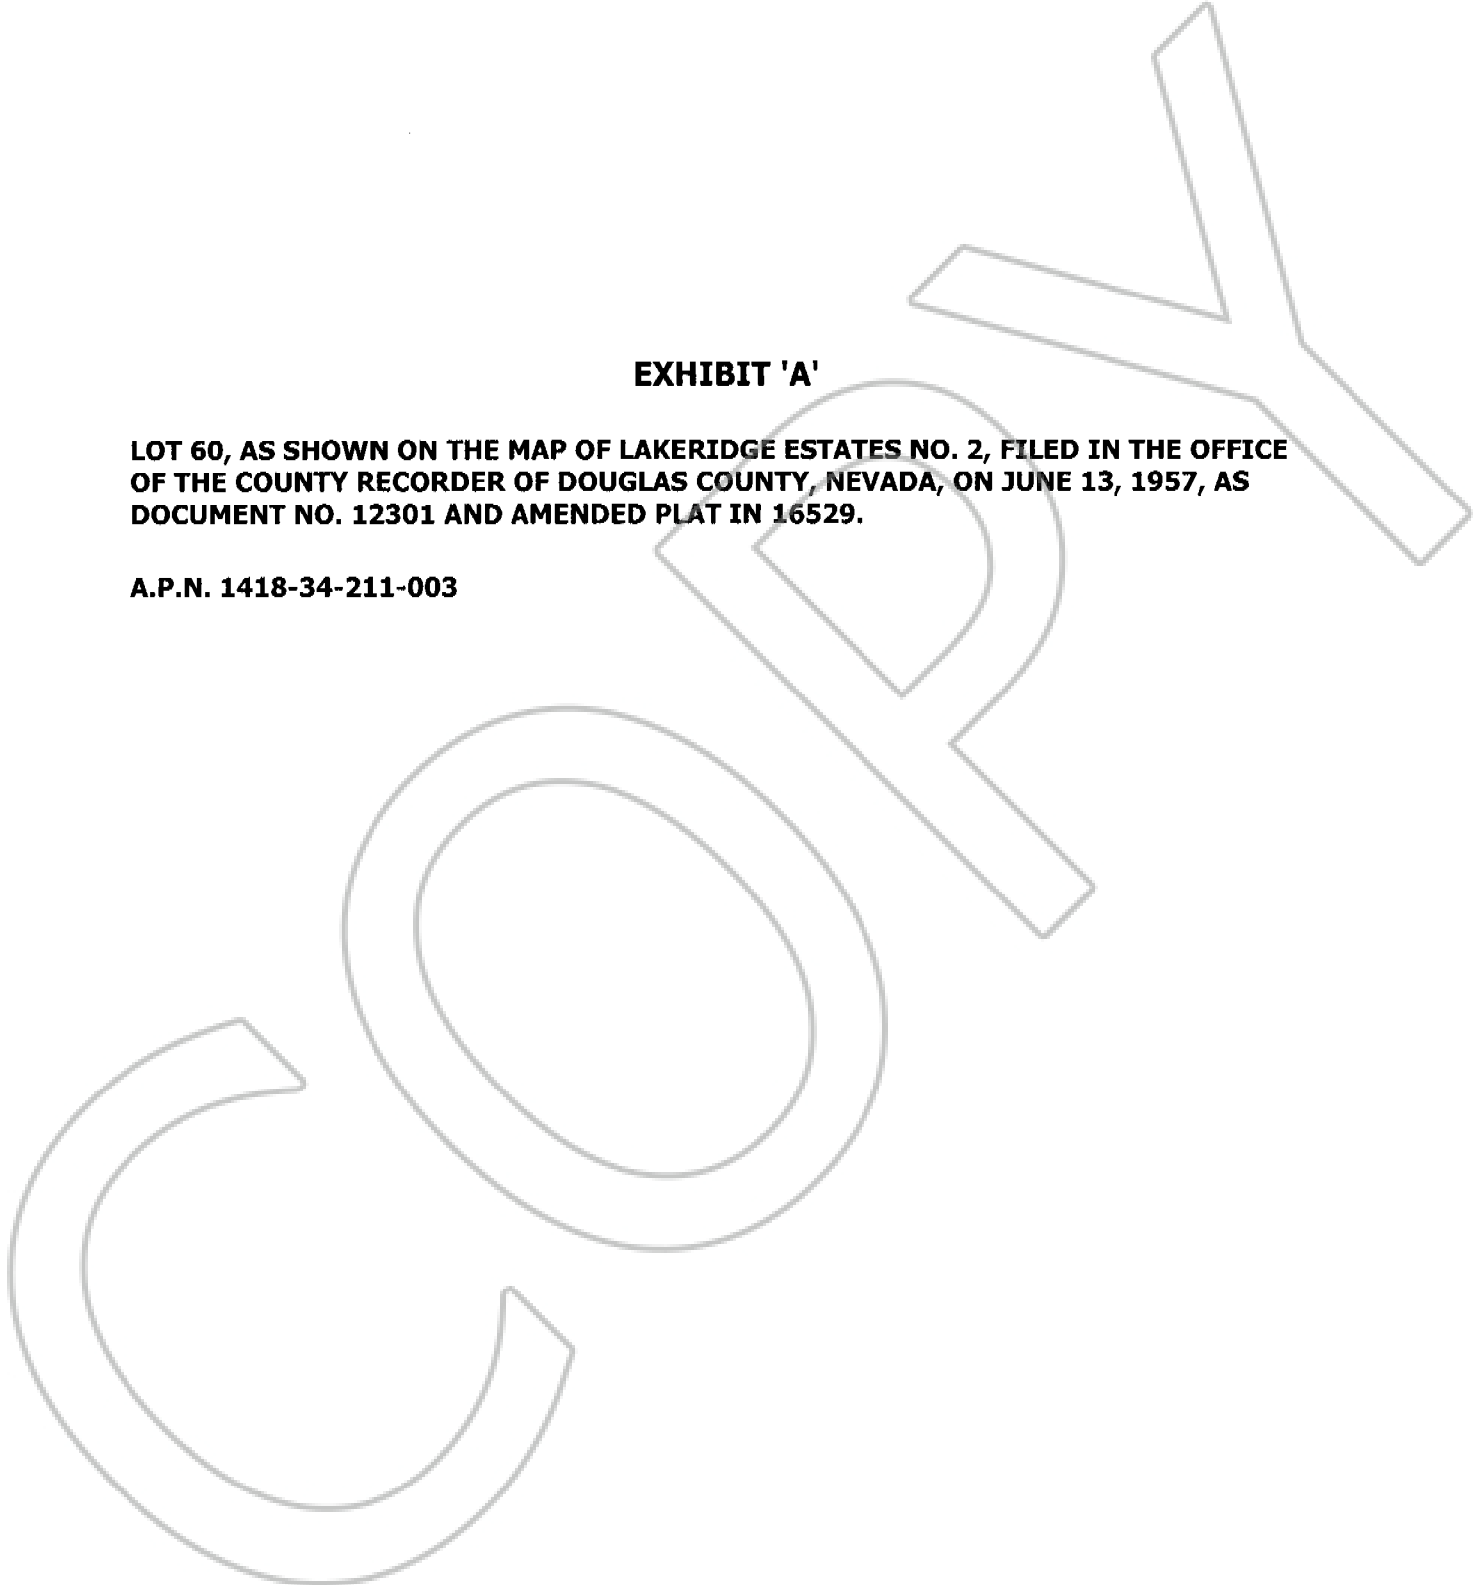 EXHIBIT 'A'
LOT 60, AS SHOWN ON THE MAP OF LAKERIDGE ESTATES NO. 2, FILED IN THE OFFICE
OF THE COUNTY RECORDER OF DOUGLAS COUNTY, NEVADA, ON JUNE 13, 1957, AS
DOCUMENT NO. 12301 AND AMENDED PLAT IN 16529.
A.P.N. 1418-34-211-003
COPY